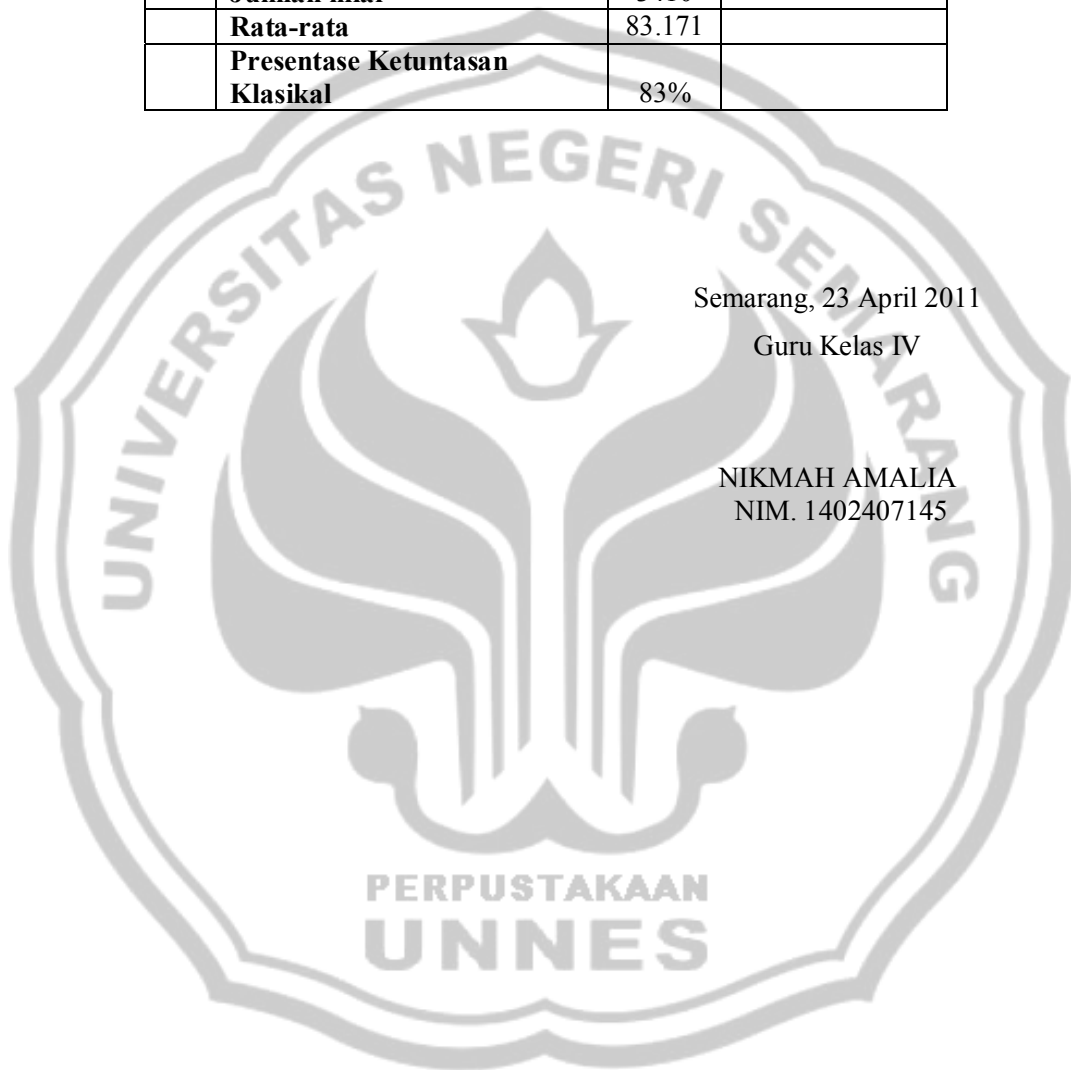 Rata-rata 83.171
Presentase Ketuntasan
Klasikal 83%
UNIVERSITAS NEGERI SEMARANG
Semarang, 23 April 2011
Guru Kelas IV
NIKMAH AMALIA
NIM. 1402407145
PERPUSTAKAAN
UNNES